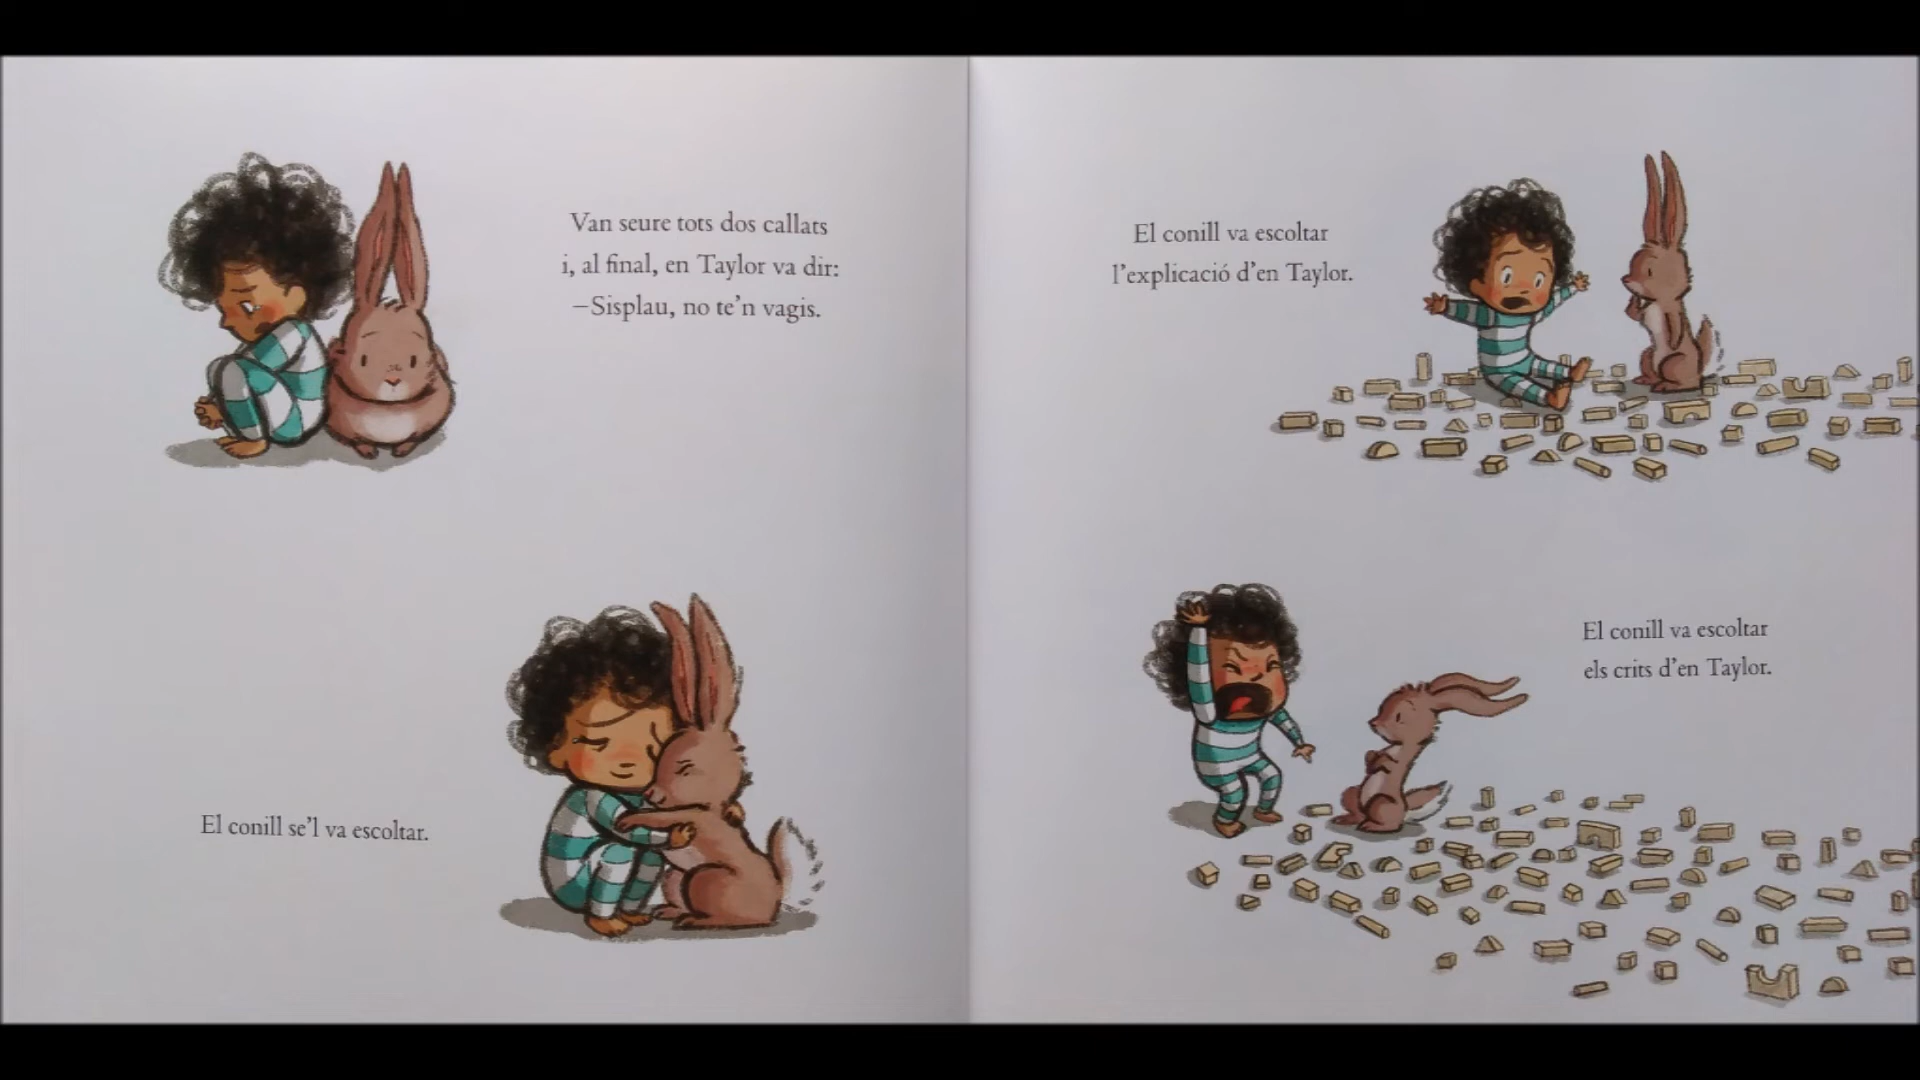 Van seure tots dos callats
i, al final, en Taylor va dir:
—Sisplau, no te’n vagis.
El conill se’l va escoltar.
El conill va escoltar
l’explicació d’en Taylor.
El conill va escoltar
els crits d’en Taylor.